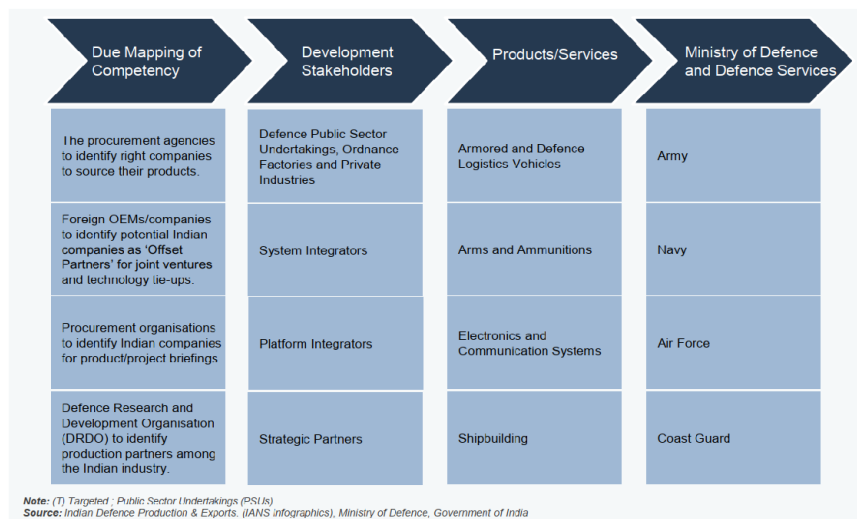 Due Mapping of
Competency
Development
Stakeholders
Products/Services
Ministry of Defence
and Defence Services
The procurement agencies
to identify right companies
to source their products.
Defence Public Sector
Undertakings, Ordnance
Factories and Private
Industries
Armored and Defence
Logistics Vehicles
Army
Foreign OEMs/companies
to identify potential Indian
companies as ‘Offset
Partners’ for joint ventures
and technology tie-ups.
System Integrators
Arms and Ammunitions
Navy
Procurement organisations
to identify Indian companies
for product/project briefings
Platform Integrators
Electronics and
Communication Systems
Air Force
Defence Research and
Development Organisation
(DRDO) to identify
production partners among
the Indian industry.
Strategic Partners
Shipbuilding
Coast Guard
Note: (T) Targeted ; Public Sector Undertakings (PSUs)
Source: Indian Defence Production & Exports. (IANS infographics), Ministry of Defence, Government of India